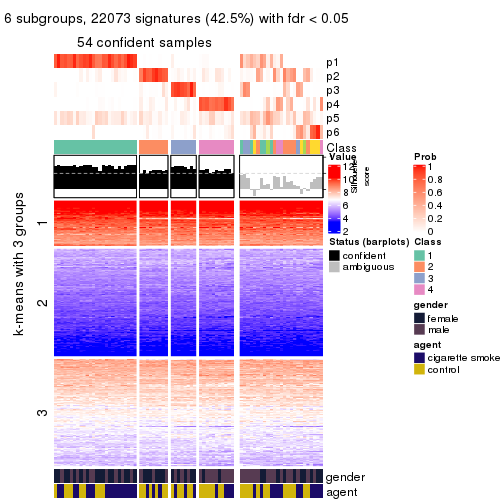 6 subgroups, 22073 signatures (42.5%) with fdr < 0.05
54 confident samples
p1
p2
p3
p4
p5
p6
Class
k-means with 3 groups
1
2
3
Value
12
8
6
4
2
Silhouette
score
Status (barplots)
confident
ambiguous
Prob
1
0.8
0.6
0.4
0.2
0
Class
1
2
3
4
gender
female
male
agent
cigarette smoke
control
gender
agent